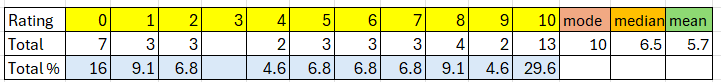 Rating 0 1 2 3 4 5 6 7 8 9 10 mode median mean
Total 7 3 3 2 3 3 3 4 2 13 10 6.5 5.7
Total % 16 9.1 6.8 4.6 6.8 6.8 6.8 9.1 4.6 29.6